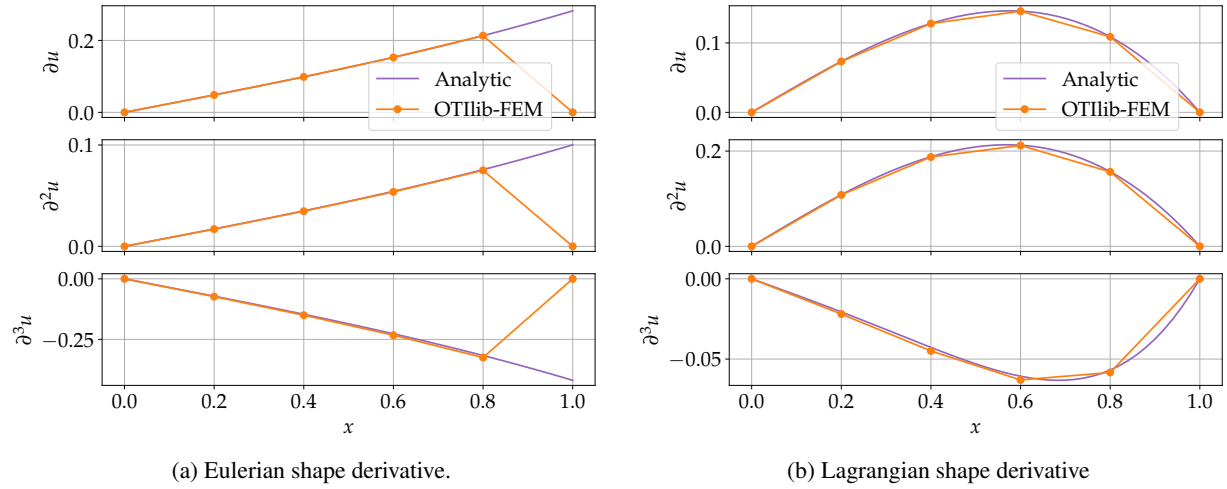 ∂u
0.2
0.0
Analytic
OTIlib-FEM
∂²u
0.1
0.0
∂³u
0.00
−0.25
0.0 0.2 0.4 0.6 0.8 1.0
x
(a) Eulerian shape derivative.
∂u
0.1
0.0
Analytic
OTIlib-FEM
∂²u
0.2
0.0
∂³u
0.00
−0.05
0.0 0.2 0.4 0.6 0.8 1.0
x
(b) Lagrangian shape derivative